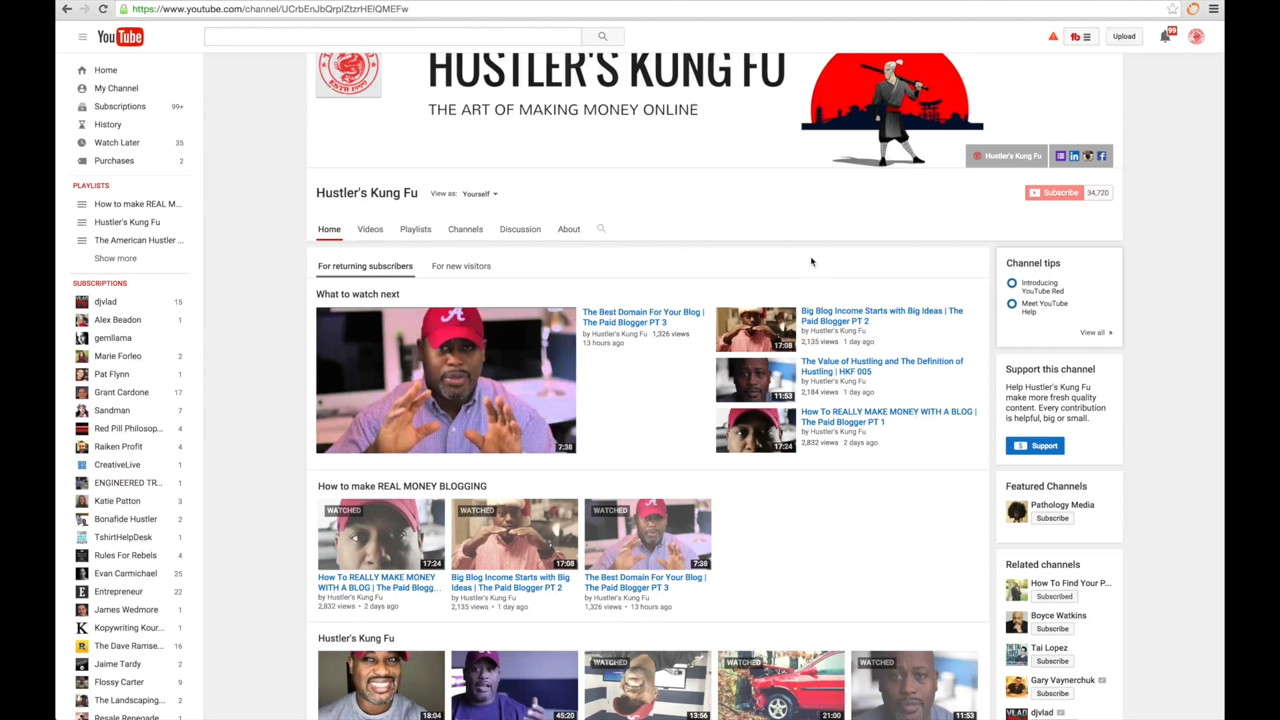 https://www.youtube.com/channel/UCrbEnJbQrpIZtzrHElQMEFw
YouTube
Upload
99
Home
My Channel
Subscriptions 99+
History
Watch Later 35
Purchases 2
PLAYLISTS
How to make REAL M...
Hustler's Kung Fu
The American Hustler ...
Show more
SUBSCRIPTIONS
djvlad 15
Alex Beadon 1
gemllama
Marie Forleo 2
Pat Flynn 1
Grant Cardone 17
Sandman 7
Red Pill Philosop...
Raiken Profit 4
CreativeLive 1
ENGINEERED TR... 1
Katie Patton 3
Bonafide Hustler 2
TshirtHelpDesk 1
Rules For Rebels 4
Evan Carmichael 25
Entrepreneur 22
James Wedmore 1
Kopywriting Kour... 1
The Dave Ramse... 16
Jaime Tardy 2
Flossy Carter 9
The Landscaping... 1
Resale Renegade
HUSTLER'S KUNG FU
THE ART OF MAKING MONEY ONLINE
ESTD 1999
Hustler's Kung Fu
Hustler's Kung Fu View as: Yourself
Subscribe 34,720
Home Videos Playlists Channels Discussion About
For returning subscribers For new visitors
What to watch next
7:38
The Best Domain For Your Blog |
The Paid Blogger PT 3
by Hustler's Kung Fu 1,326 views
13 hours ago
17:08
Big Blog Income Starts with Big Ideas | The
Paid Blogger PT 2
by Hustler's Kung Fu
2,135 views 1 day ago
11:53
The Value of Hustling and The Definition of
Hustling | HKF 005
by Hustler's Kung Fu
2,184 views 1 day ago
17:24
How To REALLY MAKE MONEY WITH A BLOG |
The Paid Blogger PT 1
by Hustler's Kung Fu
2,832 views 2 days ago
How to make REAL MONEY BLOGGING
WATCHED 17:24
How To REALLY MAKE MONEY
WITH A BLOG | The Paid Blogg...
by Hustler's Kung Fu
2,832 views • 2 days ago
WATCHED 17:08
Big Blog Income Starts with Big
Ideas | The Paid Blogger PT 2
by Hustler's Kung Fu
2,135 views • 1 day ago
WATCHED 7:38
The Best Domain For Your Blog |
The Paid Blogger PT 3
by Hustler's Kung Fu
1,326 views • 13 hours ago
Hustler's Kung Fu
18:04
45:20
WATCHED 13:56
WATCHED 21:00
WATCHED 11:53
Channel tips
Introducing
YouTube Red
Meet YouTube
Help
View all »
Support this channel
Help Hustler's Kung Fu
make more fresh quality
content. Every contribution
is helpful, big or small.
$ Support
Featured Channels
Pathology Media
Subscribe
Related channels
How To Find Your P...
Subscribed
Boyce Watkins
Subscribe
Tai Lopez
Subscribe
Gary Vaynerchuk
Subscribe
djvlad